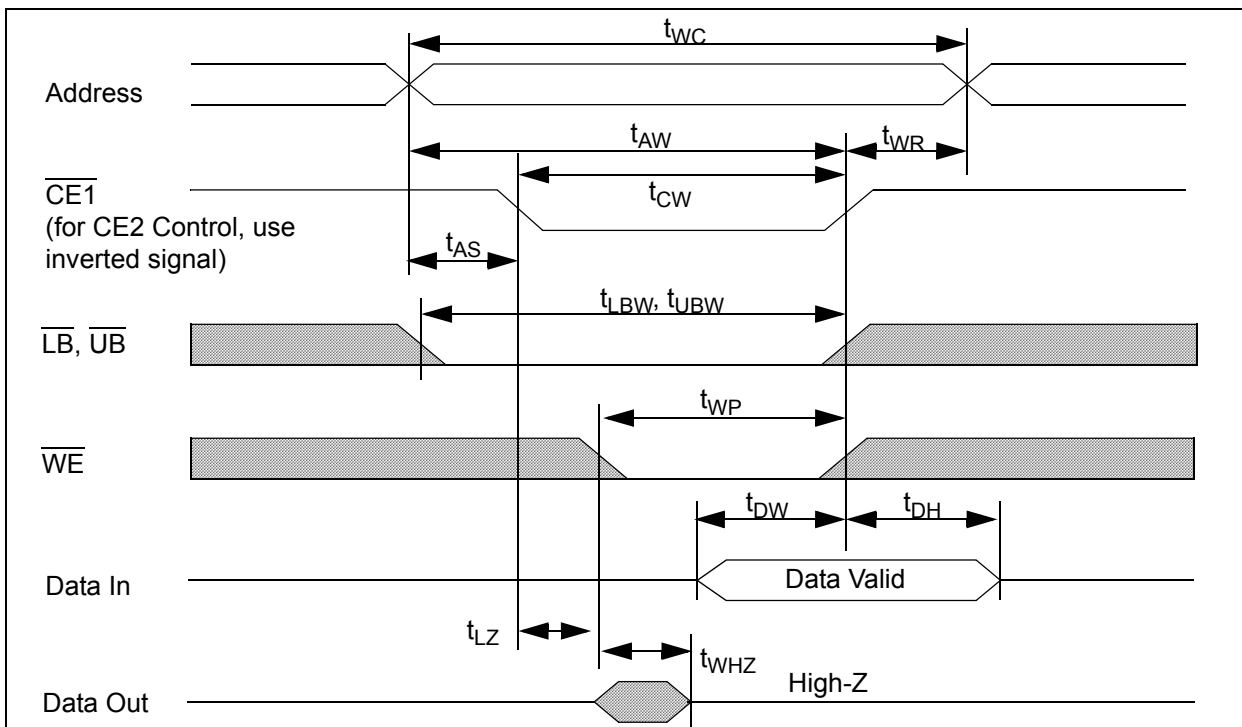 tWC
Address
tAW
tWR
CE1
tCW
(for CE2 Control, use
inverted signal)
tAS
tLBW, tUBW
LB, UB
tWP
WE
tDW
tDH
Data In
Data Valid
tLZ
tWHZ
High-Z
Data Out